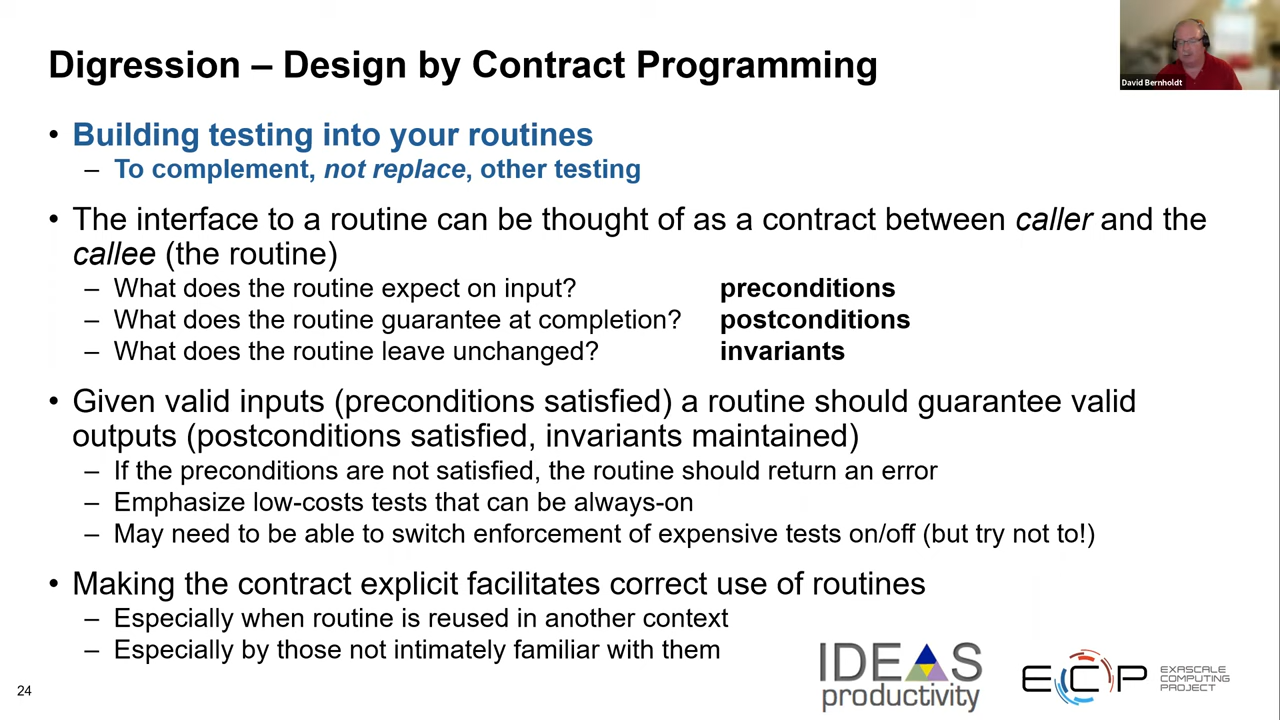 Digression – Design by Contract Programming
David Bernholdt
• Building testing into your routines
– To complement, not replace, other testing
• The interface to a routine can be thought of as a contract between caller and the
callee (the routine)
– What does the routine expect on input? preconditions
– What does the routine guarantee at completion? postconditions
– What does the routine leave unchanged? invariants
• Given valid inputs (preconditions satisfied) a routine should guarantee valid
outputs (postconditions satisfied, invariants maintained)
– If the preconditions are not satisfied, the routine should return an error
– Emphasize low-costs tests that can be always-on
– May need to be able to switch enforcement of expensive tests on/off (but try not to!)
• Making the contract explicit facilitates correct use of routines
– Especially when routine is reused in another context
– Especially by those not intimately familiar with them
24
IDEAS
productivity
ECP
EXASCALE
COMPUTING
PROJECT